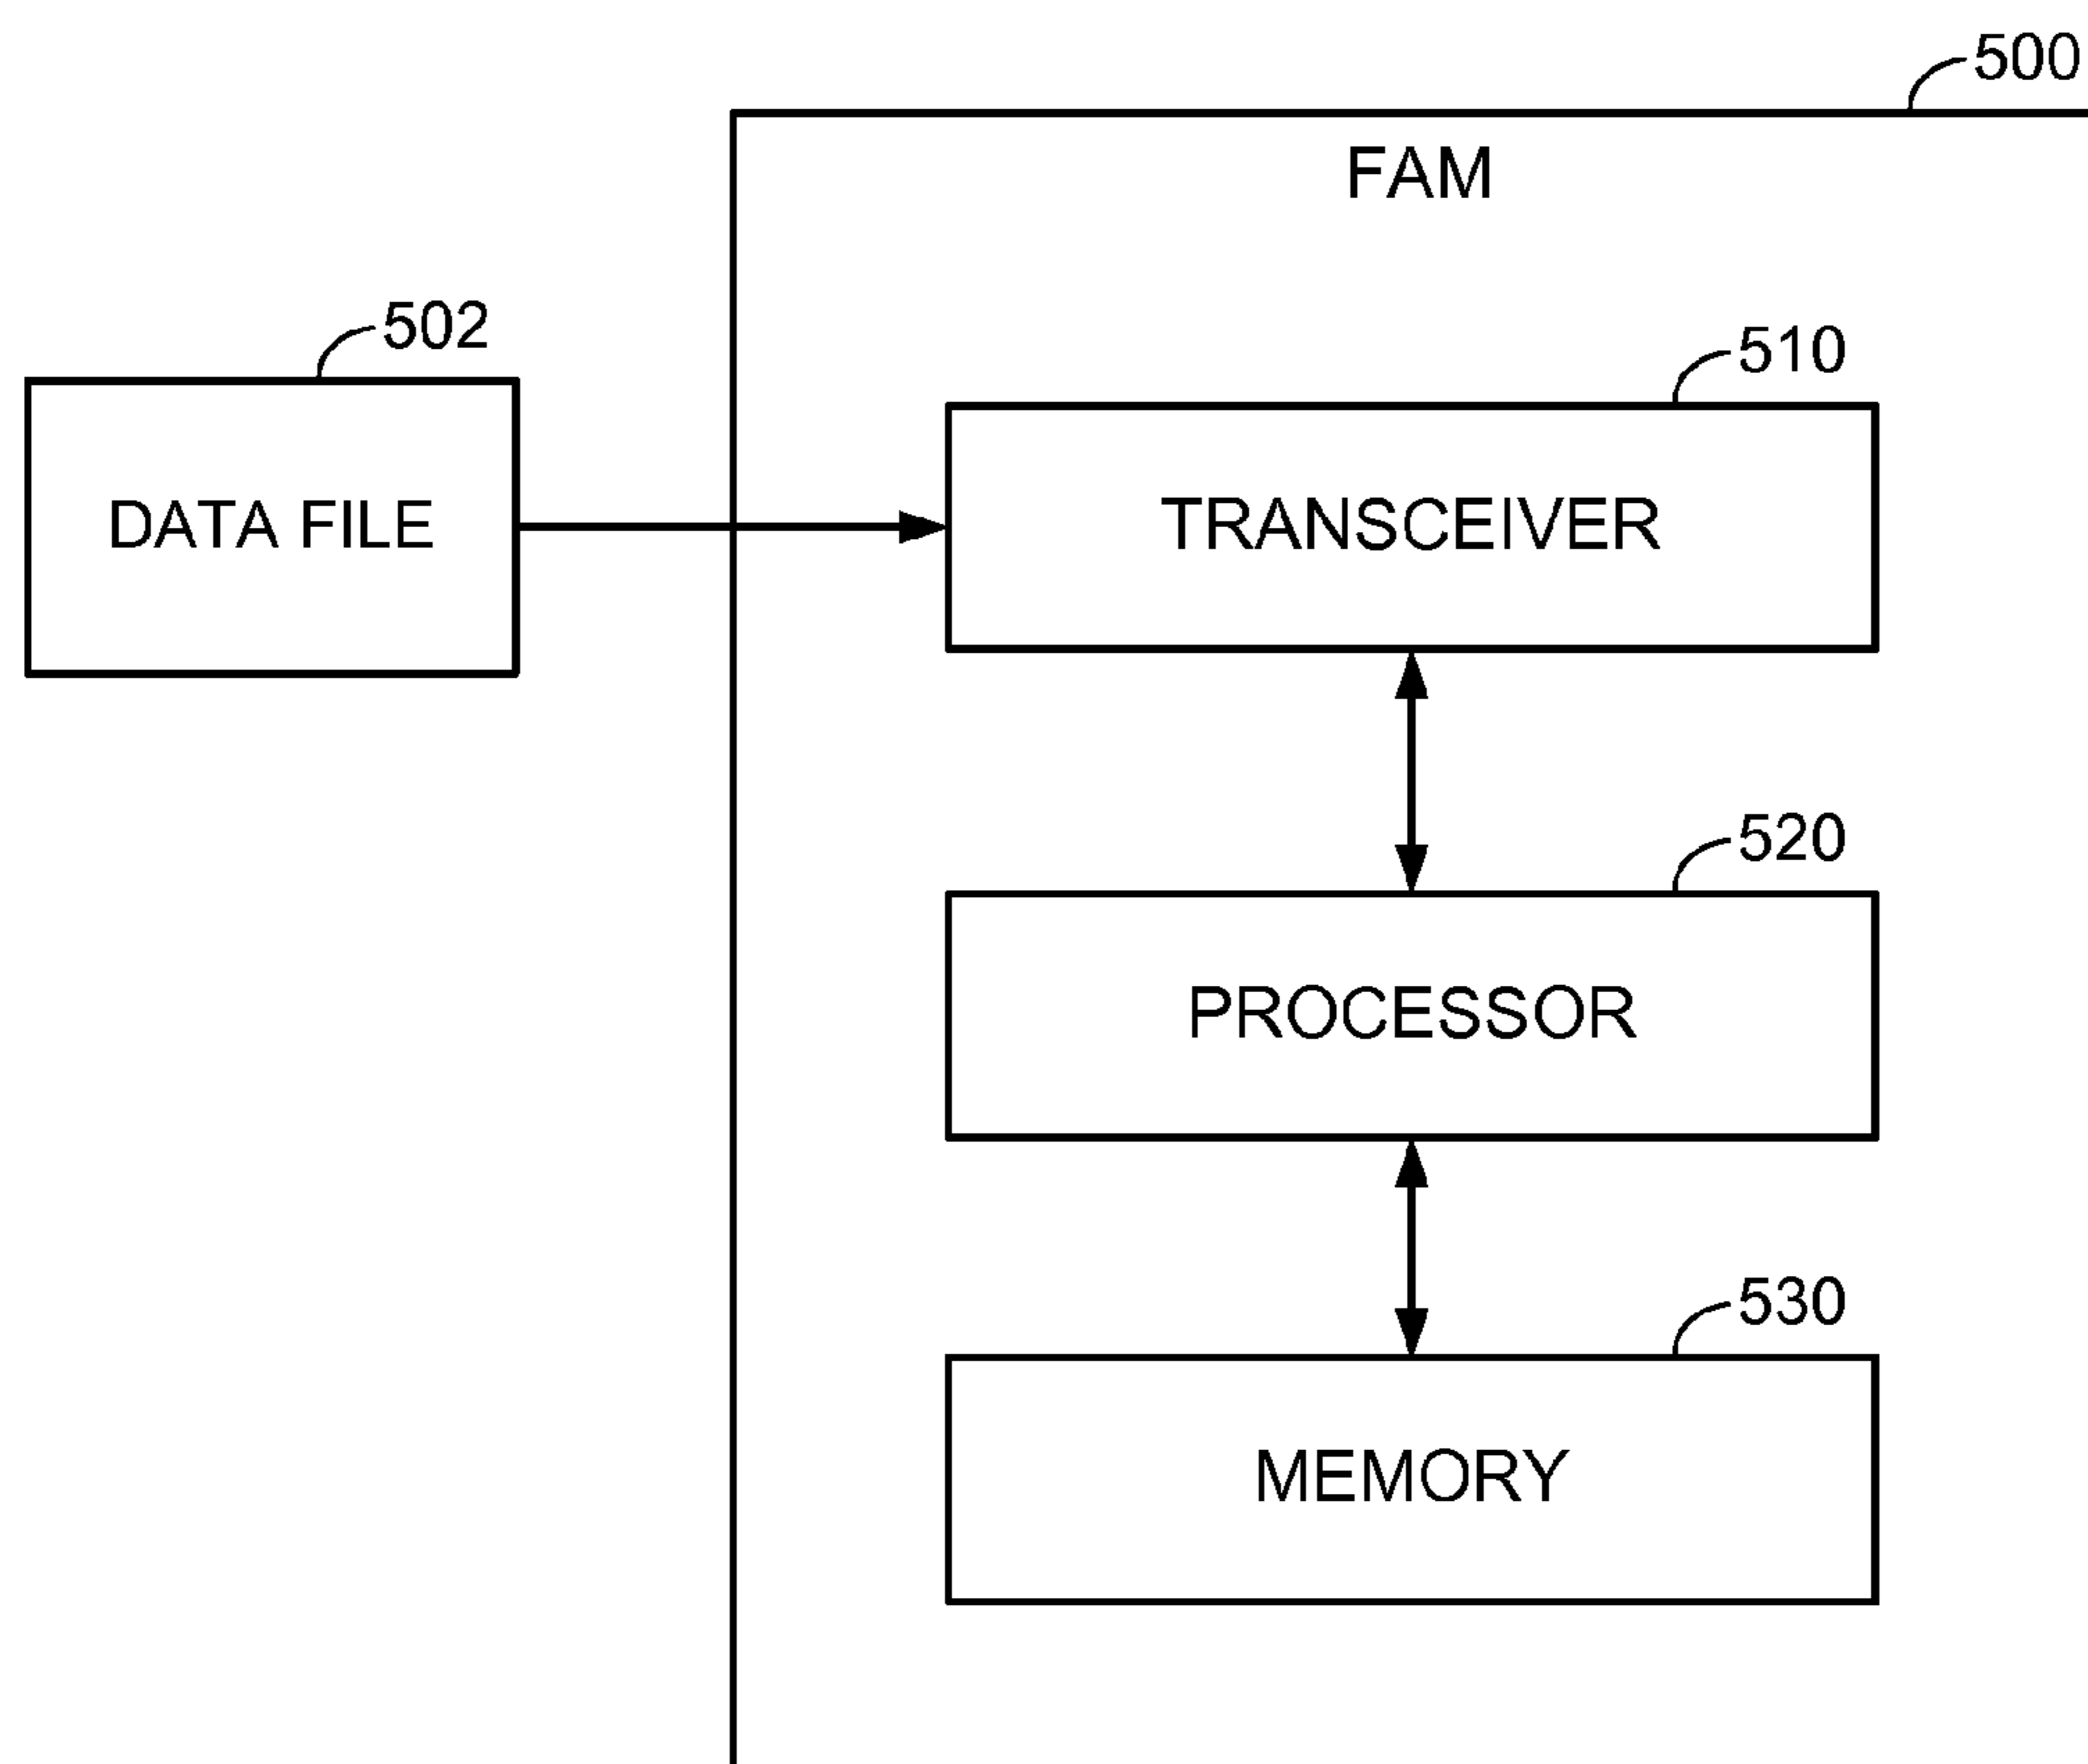 500
FAM
502
DATA FILE
510
TRANSCEIVER
520
PROCESSOR
530
MEMORY